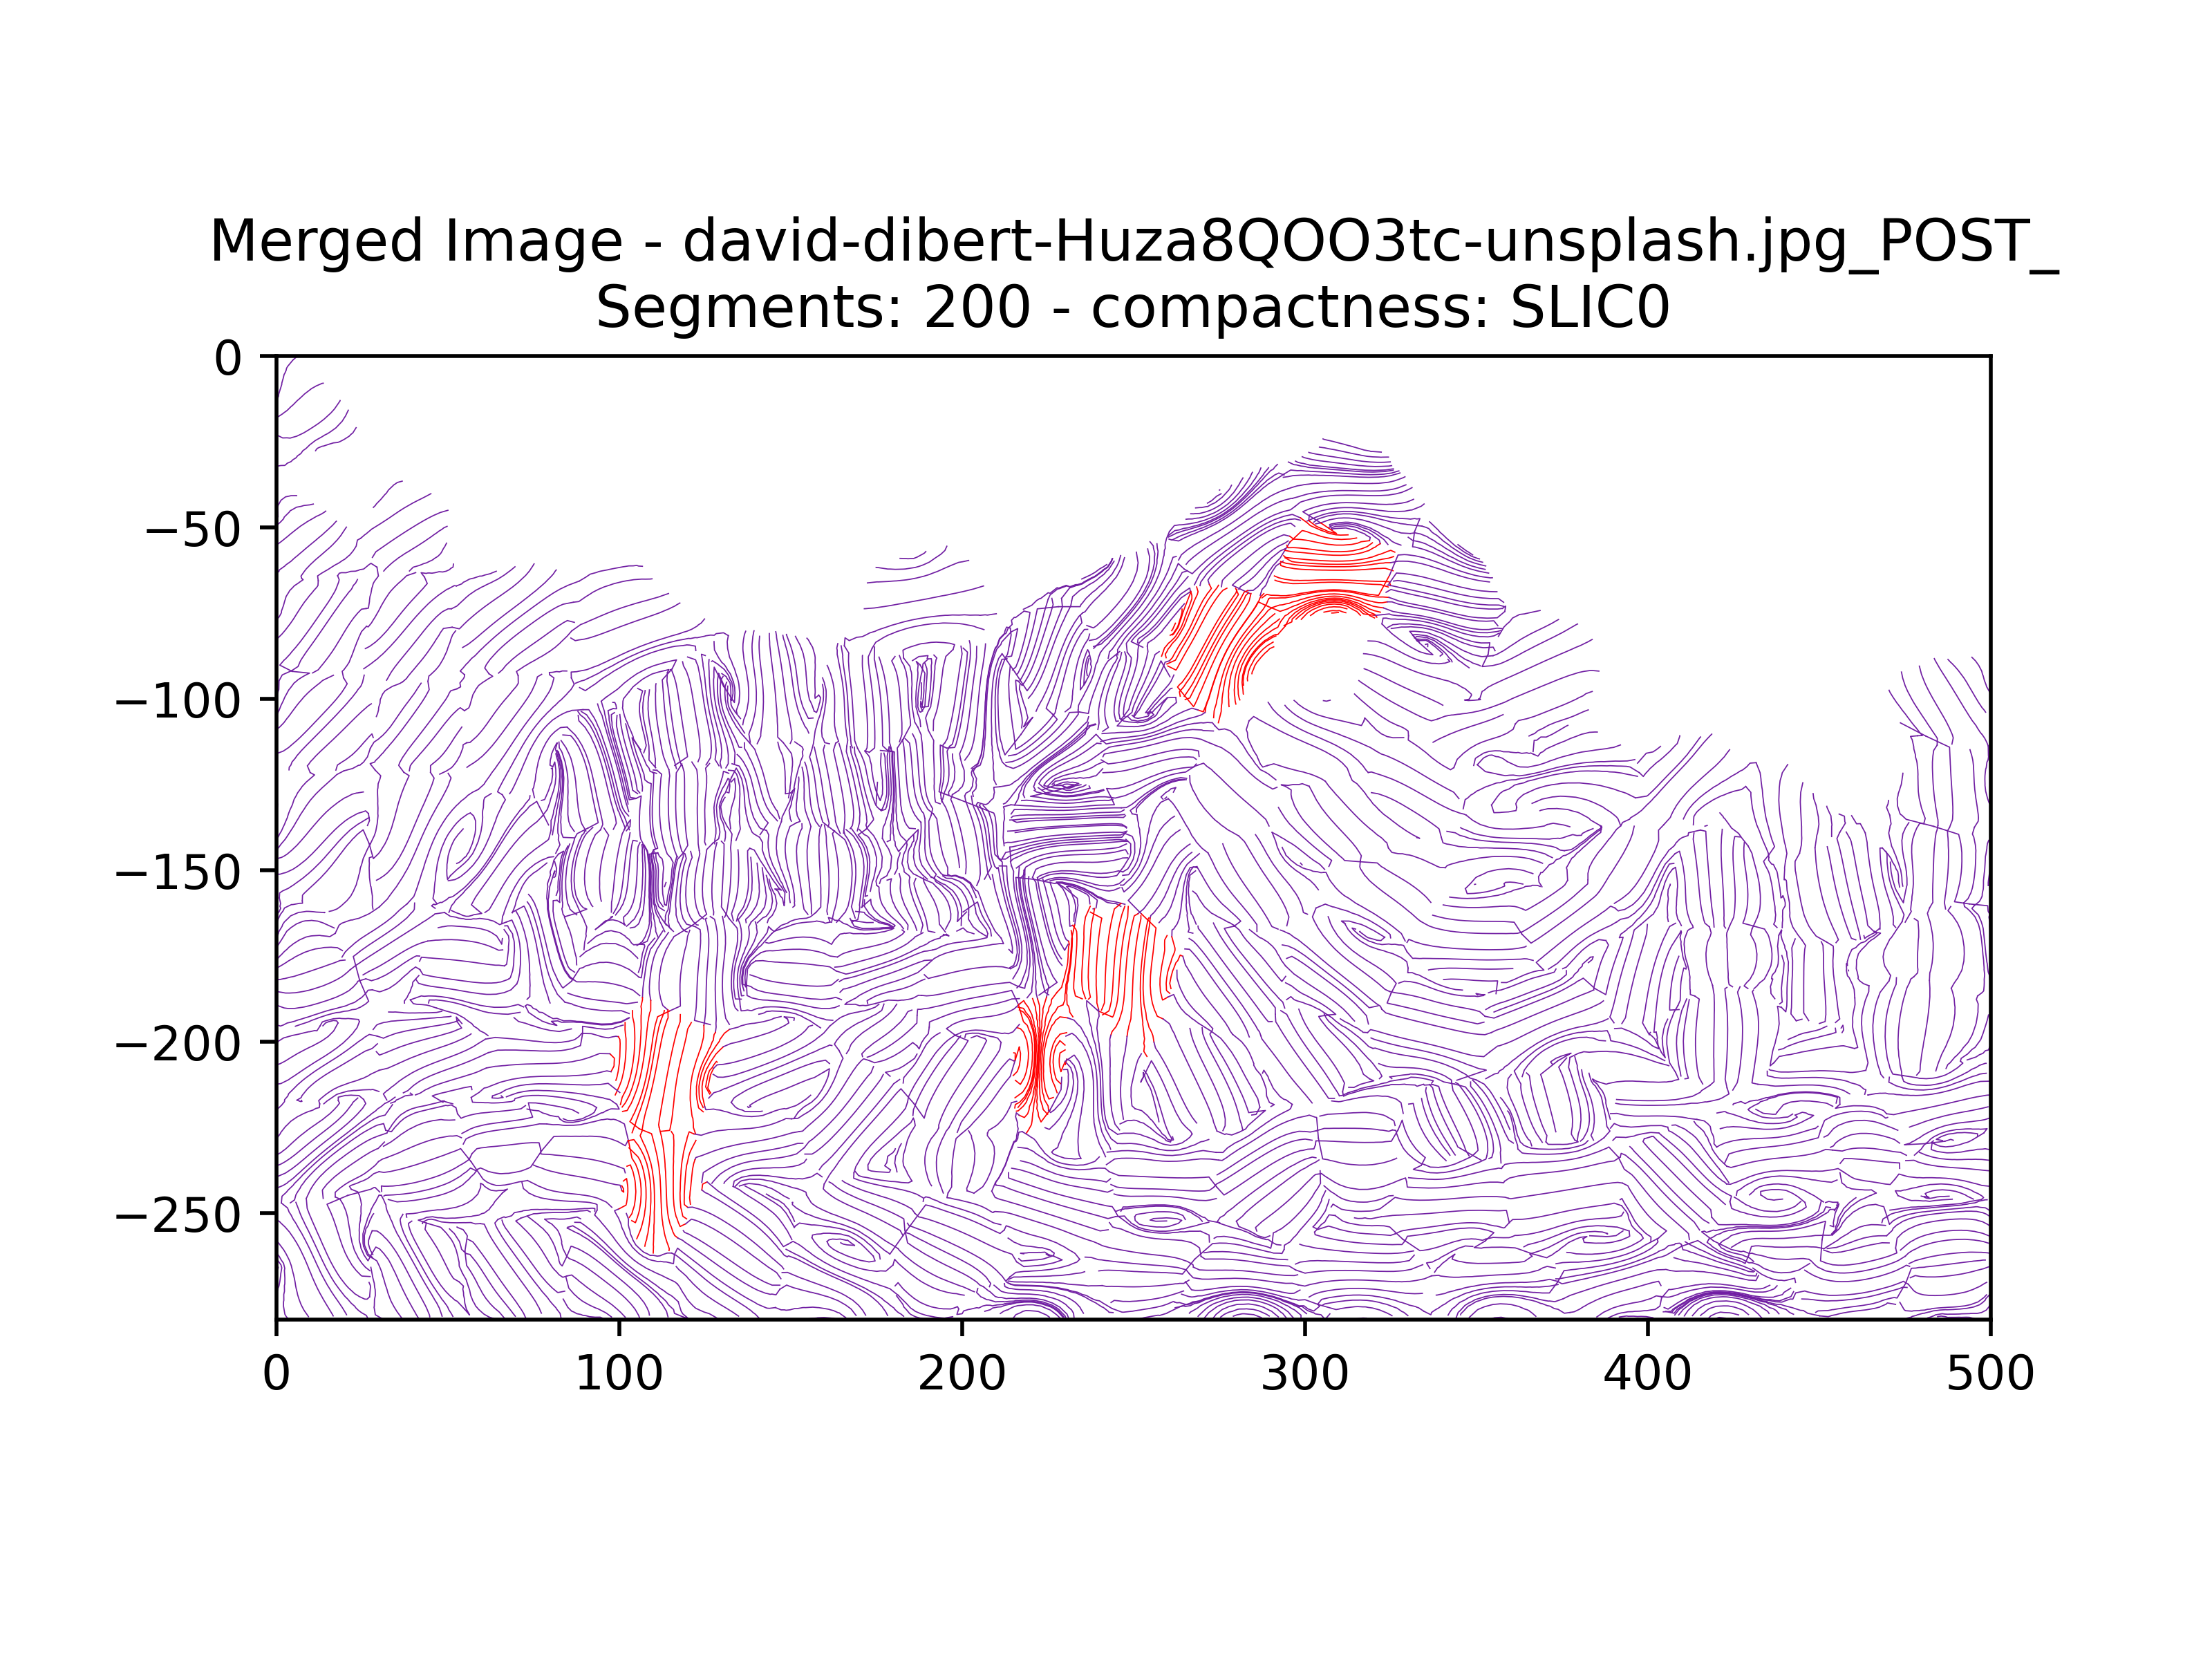 Merged Image - david-dibert-Huza8QOO3tc-unsplash.jpg_POST_
Segments: 200 - compactness: SLIC0
0
−50
−100
−150
−200
−250
0 100 200 300 400 500